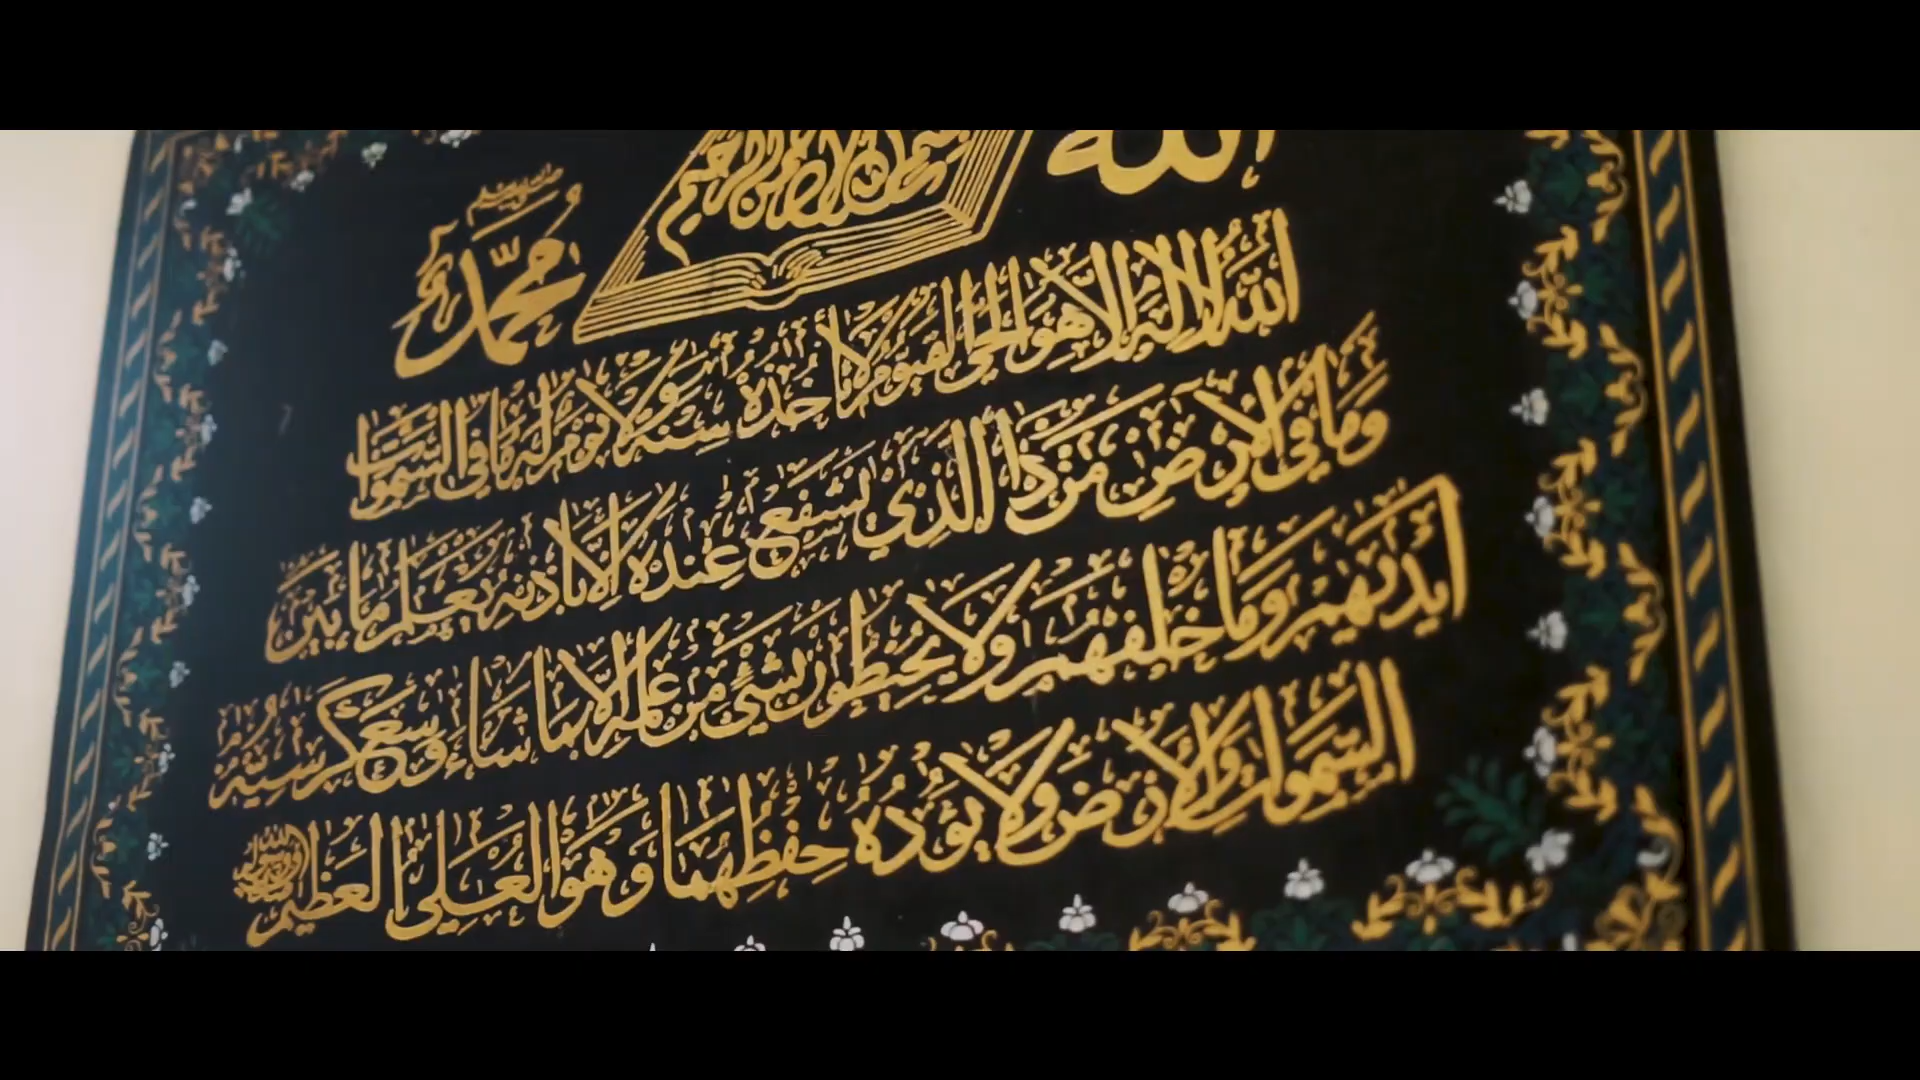 الله
بسم الله الرحمن الرحيم
محمد
الله لا إله إلا هو الحي القيوم لا تأخذه سنة ولا نوم له ما في السموات
وما في الأرض من ذا الذي يشفع عنده إلا بإذنه يعلم ما بين
أيديهم وما خلفهم ولا يحيطون بشيء من علمه إلا بما شاء وسع كرسيه
السموات والأرض ولا يؤده حفظهما وهو العلي العظيم